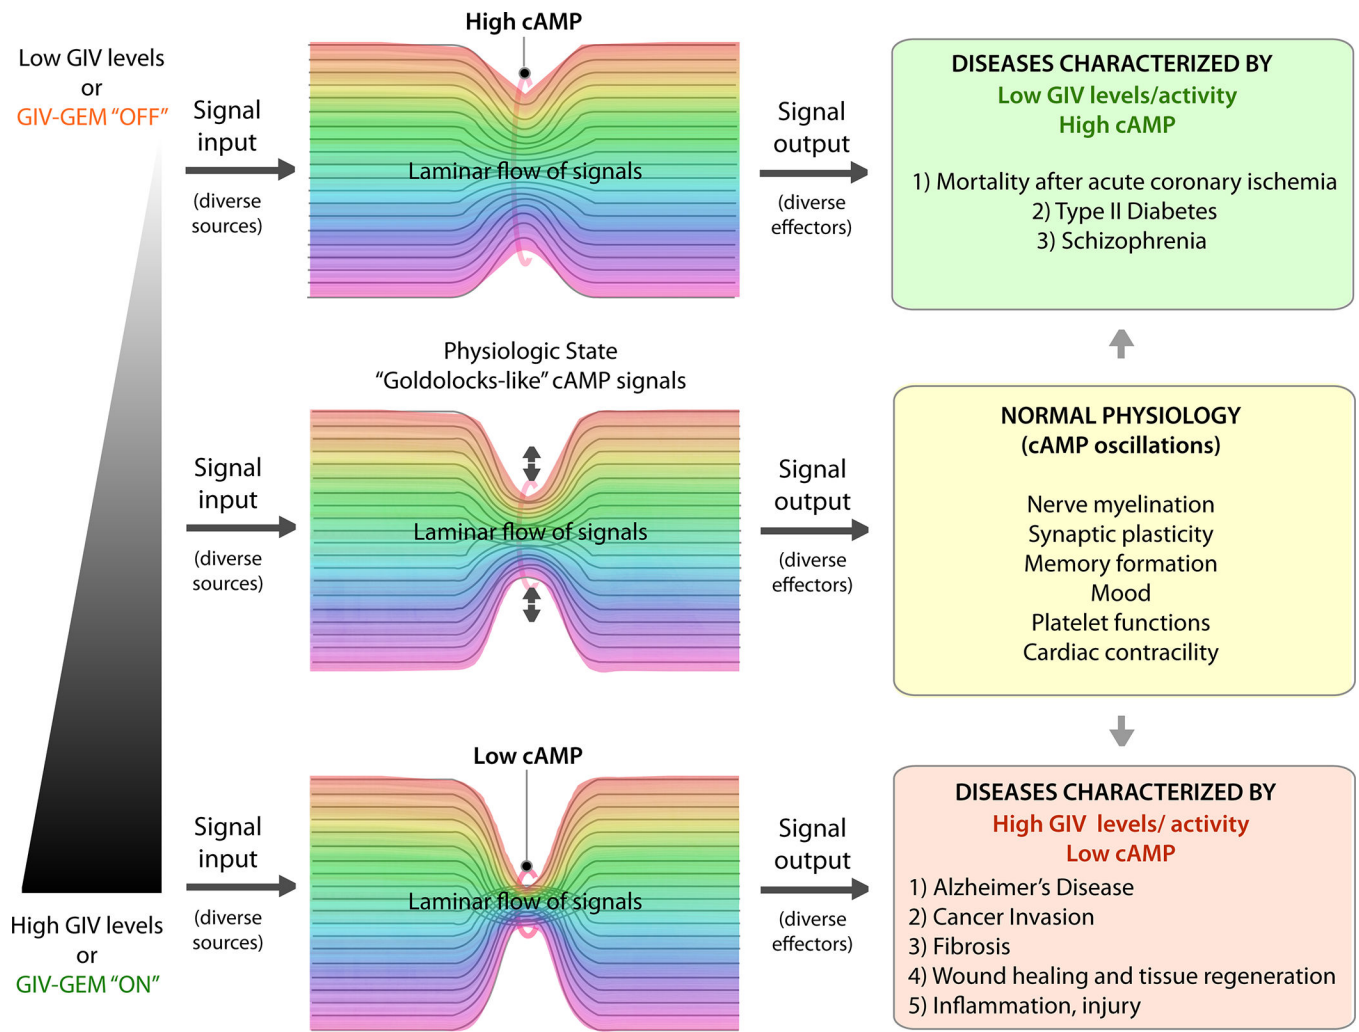 Low GIV levels
or
GIV-GEM “OFF”
Signal
input
(diverse
sources)
High cAMP
Laminar flow of signals
Signal
output
(diverse
effectors)
DISEASES CHARACTERIZED BY
Low GIV levels/activity
High cAMP
1) Mortality after acute coronary ischemia
2) Type II Diabetes
3) Schizophrenia
Physiologic State
“Goldolocks-like” cAMP signals
Signal
input
(diverse
sources)
Laminar flow of signals
Signal
output
(diverse
effectors)
NORMAL PHYSIOLOGY
(cAMP oscillations)
Nerve myelination
Synaptic plasticity
Memory formation
Mood
Platelet functions
Cardiac contracility
Low cAMP
Signal
input
(diverse
sources)
Laminar flow of signals
Signal
output
(diverse
effectors)
DISEASES CHARACTERIZED BY
High GIV levels/ activity
Low cAMP
1) Alzheimer’s Disease
2) Cancer Invasion
3) Fibrosis
4) Wound healing and tissue regeneration
5) Inflammation, injury
High GIV levels
or
GIV-GEM “ON”